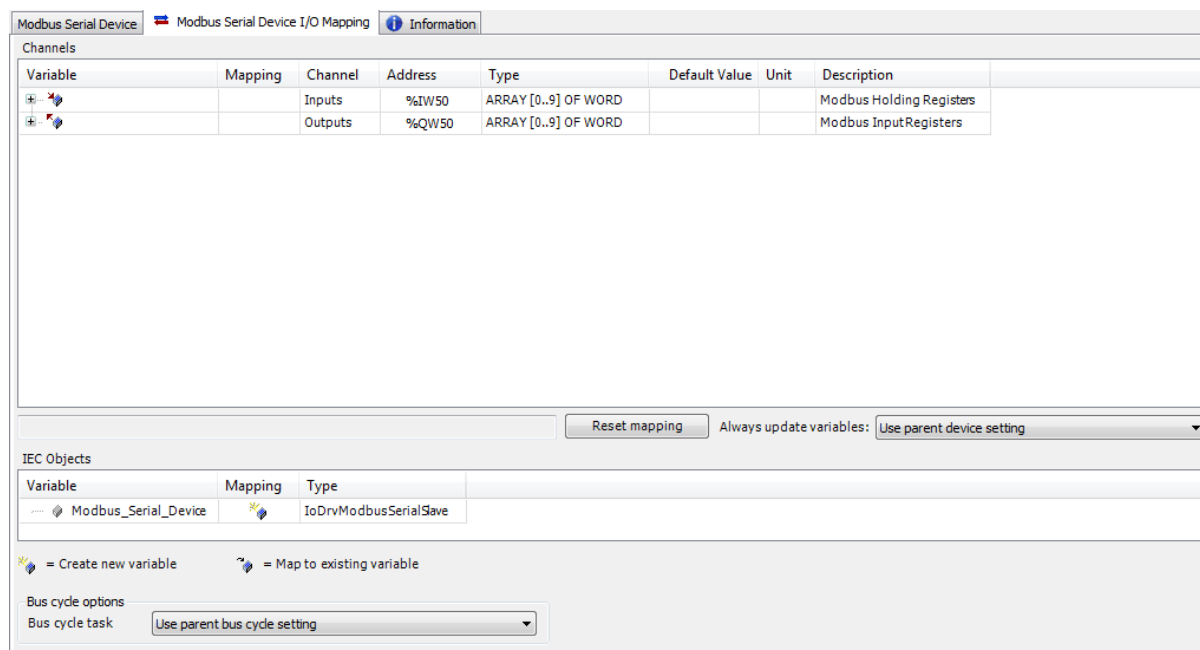 Modbus Serial Device Modbus Serial Device I/O Mapping Information
Channels
Variable Mapping Channel Address Type Default Value Unit Description
Inputs %IW50 ARRAY [0..9] OF WORD Modbus Holding Registers
Outputs %QW50 ARRAY [0..9] OF WORD Modbus InputRegisters
Reset mapping Always update variables: Use parent device setting
IEC Objects
Variable Mapping Type
Modbus_Serial_Device IoDrvModbusSerialSlave
= Create new variable = Map to existing variable
Bus cycle options
Bus cycle task Use parent bus cycle setting